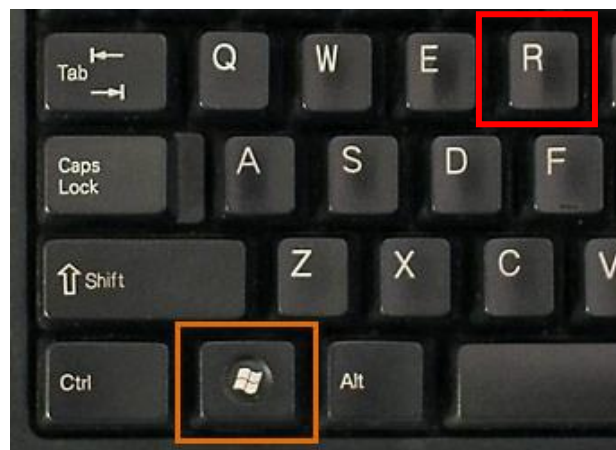 Tab Q W E R
Caps
Lock A S D F
Shift Z X C V
Ctrl Alt